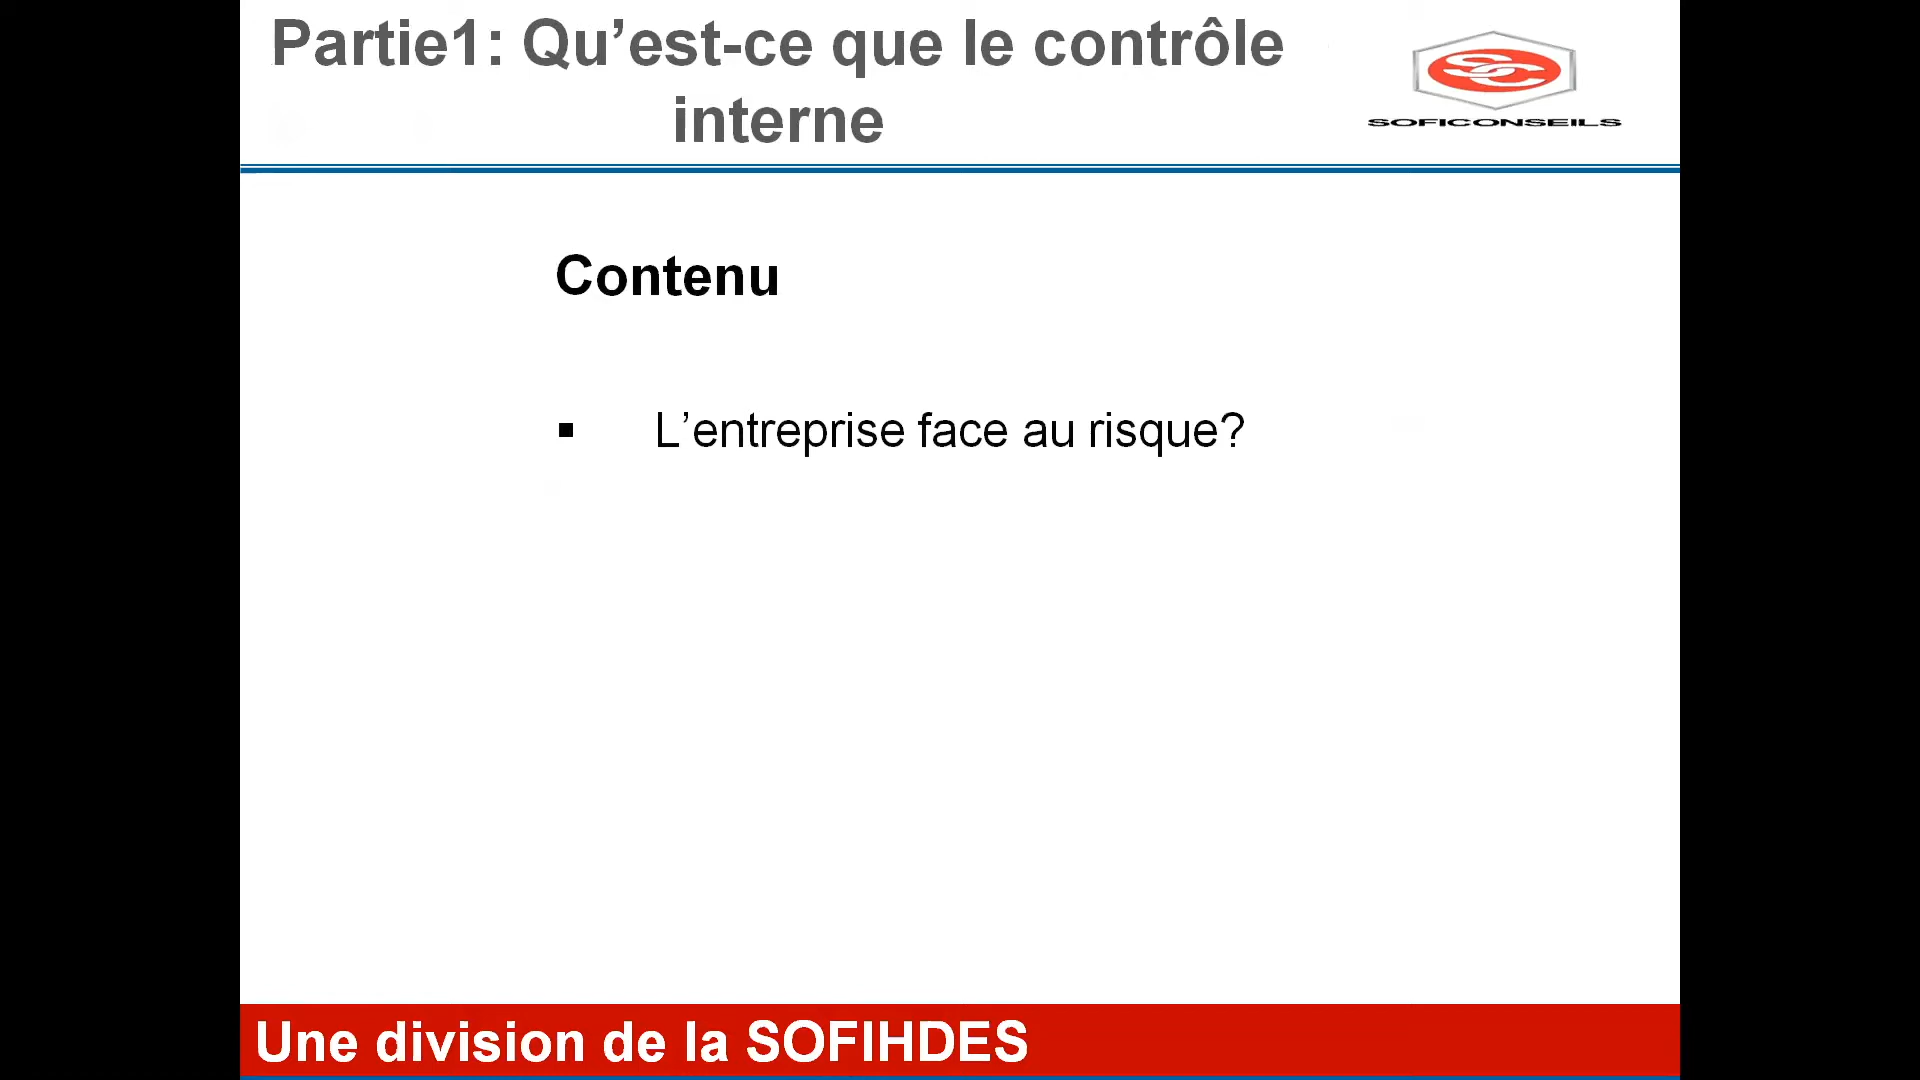 Partie1: Qu’est-ce que le contrôle
interne
SC
SOFICONSEILS
Contenu
▪ L’entreprise face au risque?
Une division de la SOFIHDES